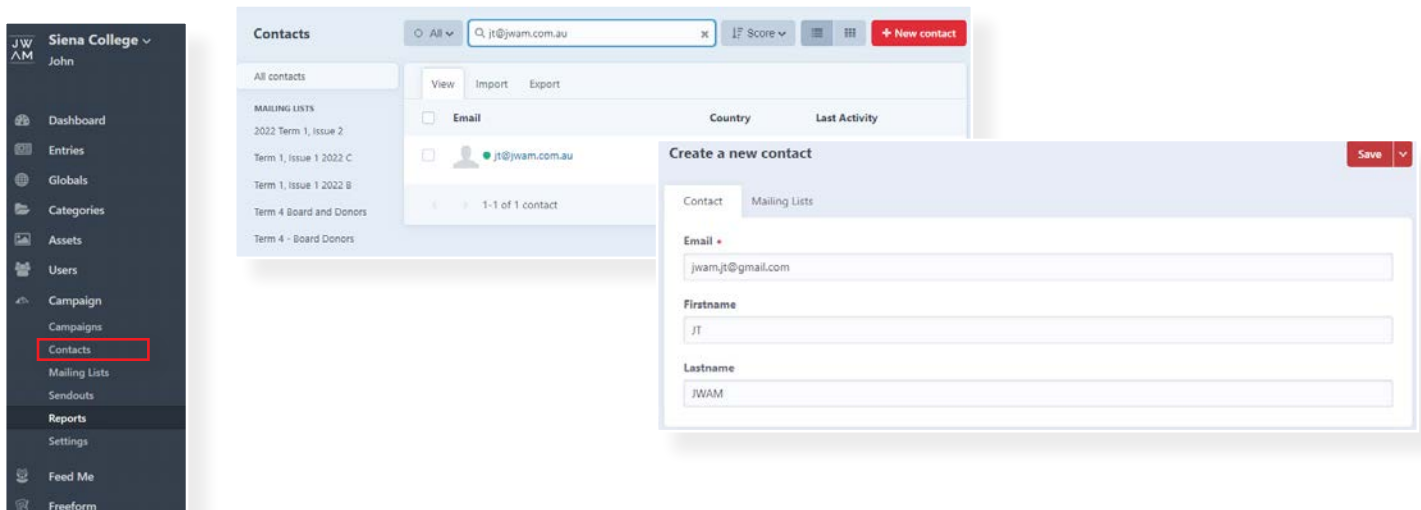 JW
AM
Siena College
John
Dashboard
Entries
Globals
Categories
Assets
Users
Campaign
Campaigns
Contacts
Mailing Lists
Sendouts
Reports
Settings
Feed Me
Freeform
Contacts
All
jt@jwam.com.au
Score
+ New contact
All contacts
MAILING LISTS
2022 Term 1, Issue 2
Term 1, Issue 1 2022 C
Term 1, Issue 1 2022 B
Term 4 Board and Donors
Term 4 - Board Donors
View Import Export
Email Country Last Activity
jt@jwam.com.au
1-1 of 1 contact
Create a new contact
Save
Contact Mailing Lists
Email
jwam.jt@gmail.com
Firstname
JT
Lastname
JWAM